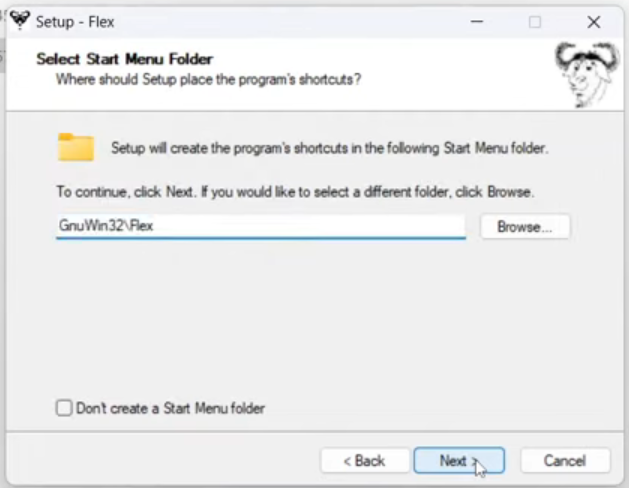 Setup - Flex
Select Start Menu Folder
Where should Setup place the program's shortcuts?
Setup will create the program's shortcuts in the following Start Menu folder.
To continue, click Next. If you would like to select a different folder, click Browse.
GnuWin32\Flex
Browse...
Don't create a Start Menu folder
< Back
Next >
Cancel